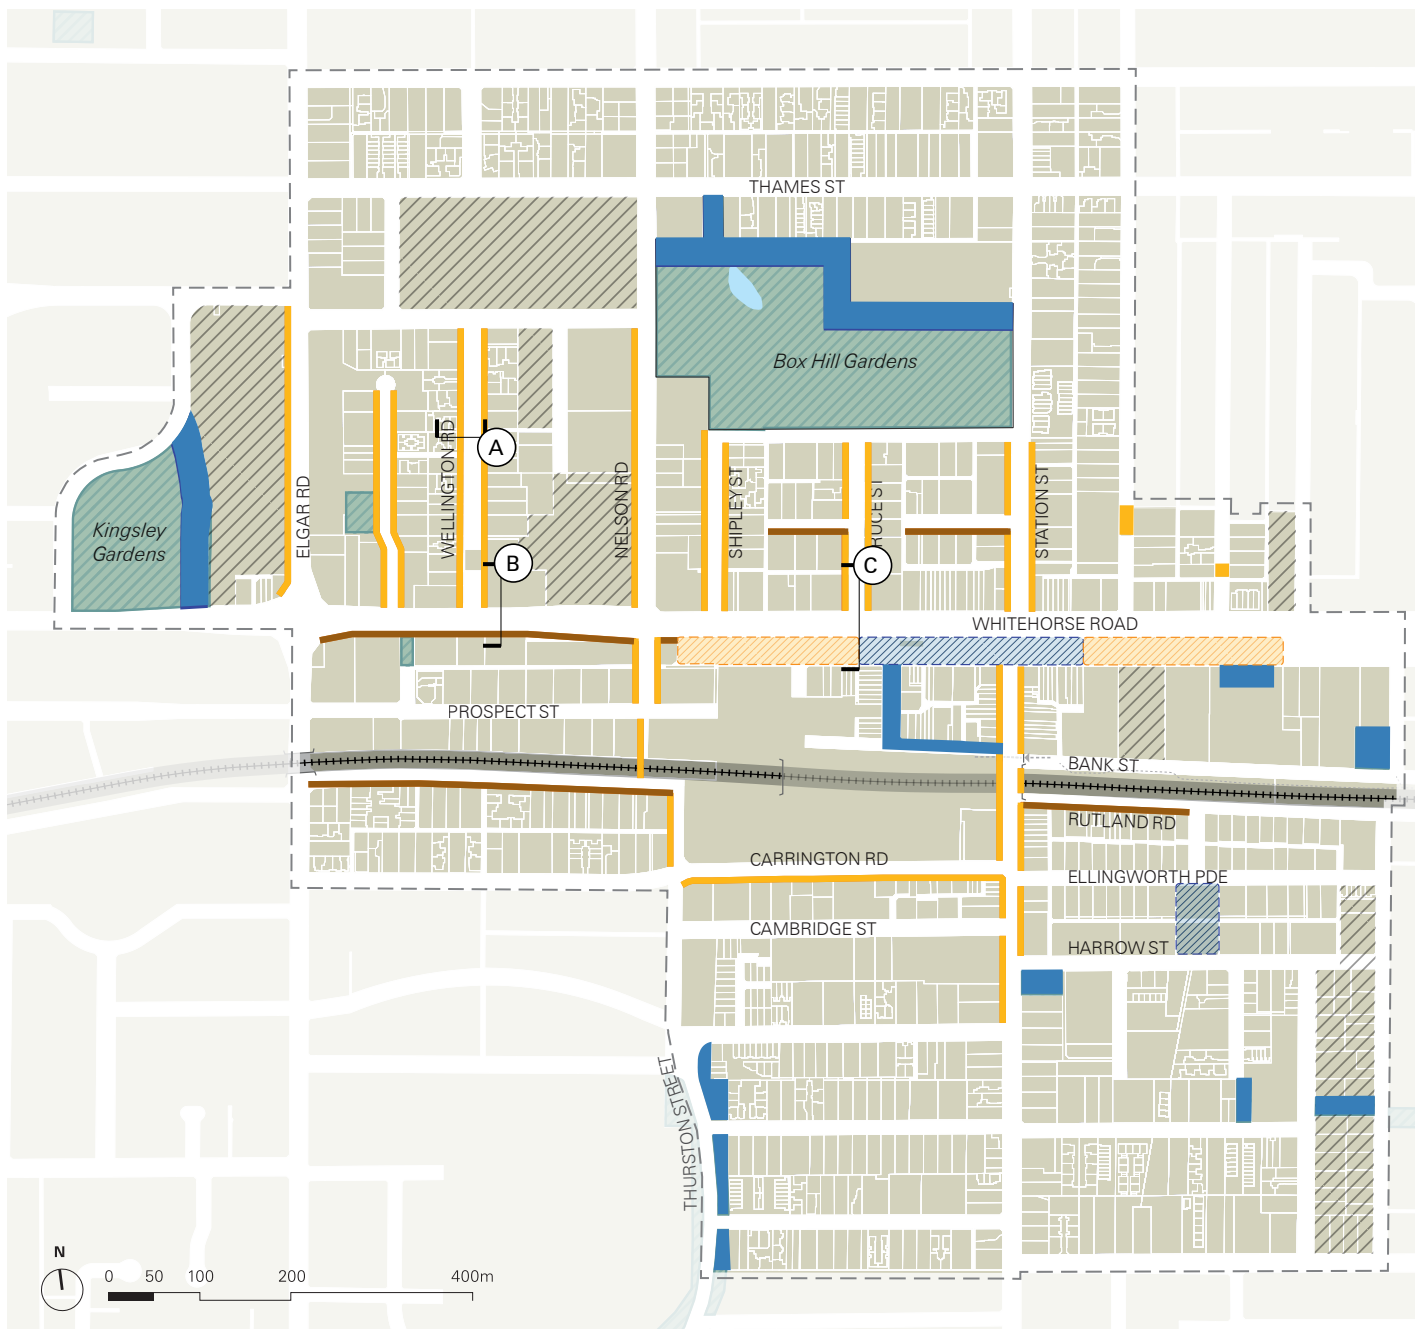 THAMES ST
Box Hill Gardens
A
WELLINGTON RD
ELGAR RD
NELSON RD
SHIPLEY ST
RUCE ST
STATION ST
Kingsley
Gardens
B
C
WHITEHORSE ROAD
PROSPECT ST
BANK ST
RUTLAND RD
CARRINGTON RD
ELLINGWORTH PDE
CAMBRIDGE ST
HARROW ST
THURSTON STREET
N
0 50 100 200 400m